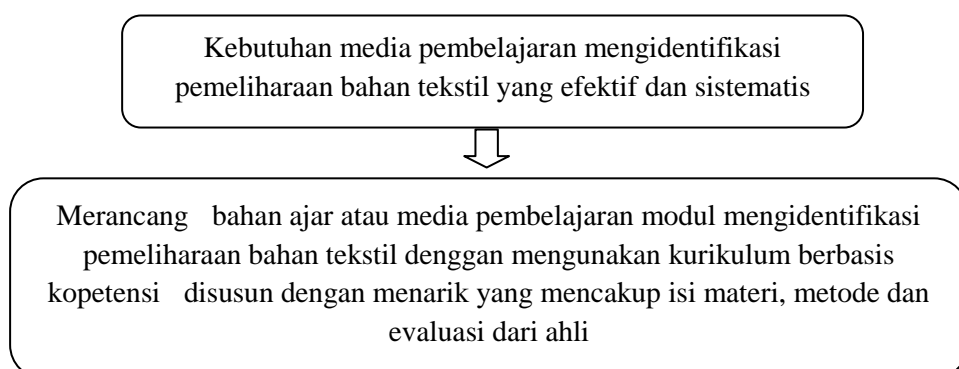 Kebutuhan media pembelajaran mengidentifikasi
pemeliharaan bahan tekstil yang efektif dan sistematis
Merancang bahan ajar atau media pembelajaran modul mengidentifikasi
pemeliharaan bahan tekstil denggan mengunakan kurikulum berbasis
kopetensi disusun dengan menarik yang mencakup isi materi, metode dan
evaluasi dari ahli